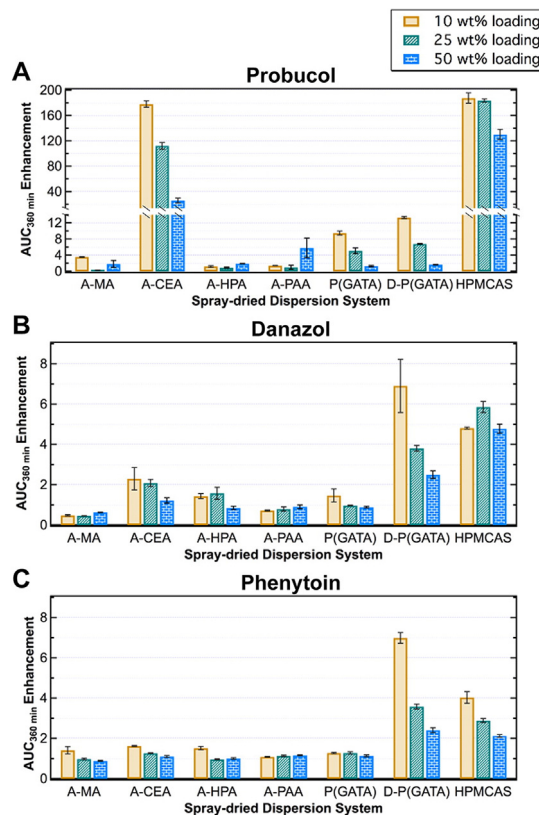 10 wt% loading
25 wt% loading
50 wt% loading
A
Probucol
AUC360 min Enhancement
200
160
120
80
40
12
8
4
0
A-MA A-CEA A-HPA A-PAA P(GATA) D-P(GATA) HPMCAS
Spray-dried Dispersion System
B
Danazol
AUC360 min Enhancement
8
6
4
2
0
A-MA A-CEA A-HPA A-PAA P(GATA) D-P(GATA) HPMCAS
Spray-dried Dispersion System
C
Phenytoin
AUC360 min Enhancement
8
6
4
2
0
A-MA A-CEA A-HPA A-PAA P(GATA) D-P(GATA) HPMCAS
Spray-dried Dispersion System